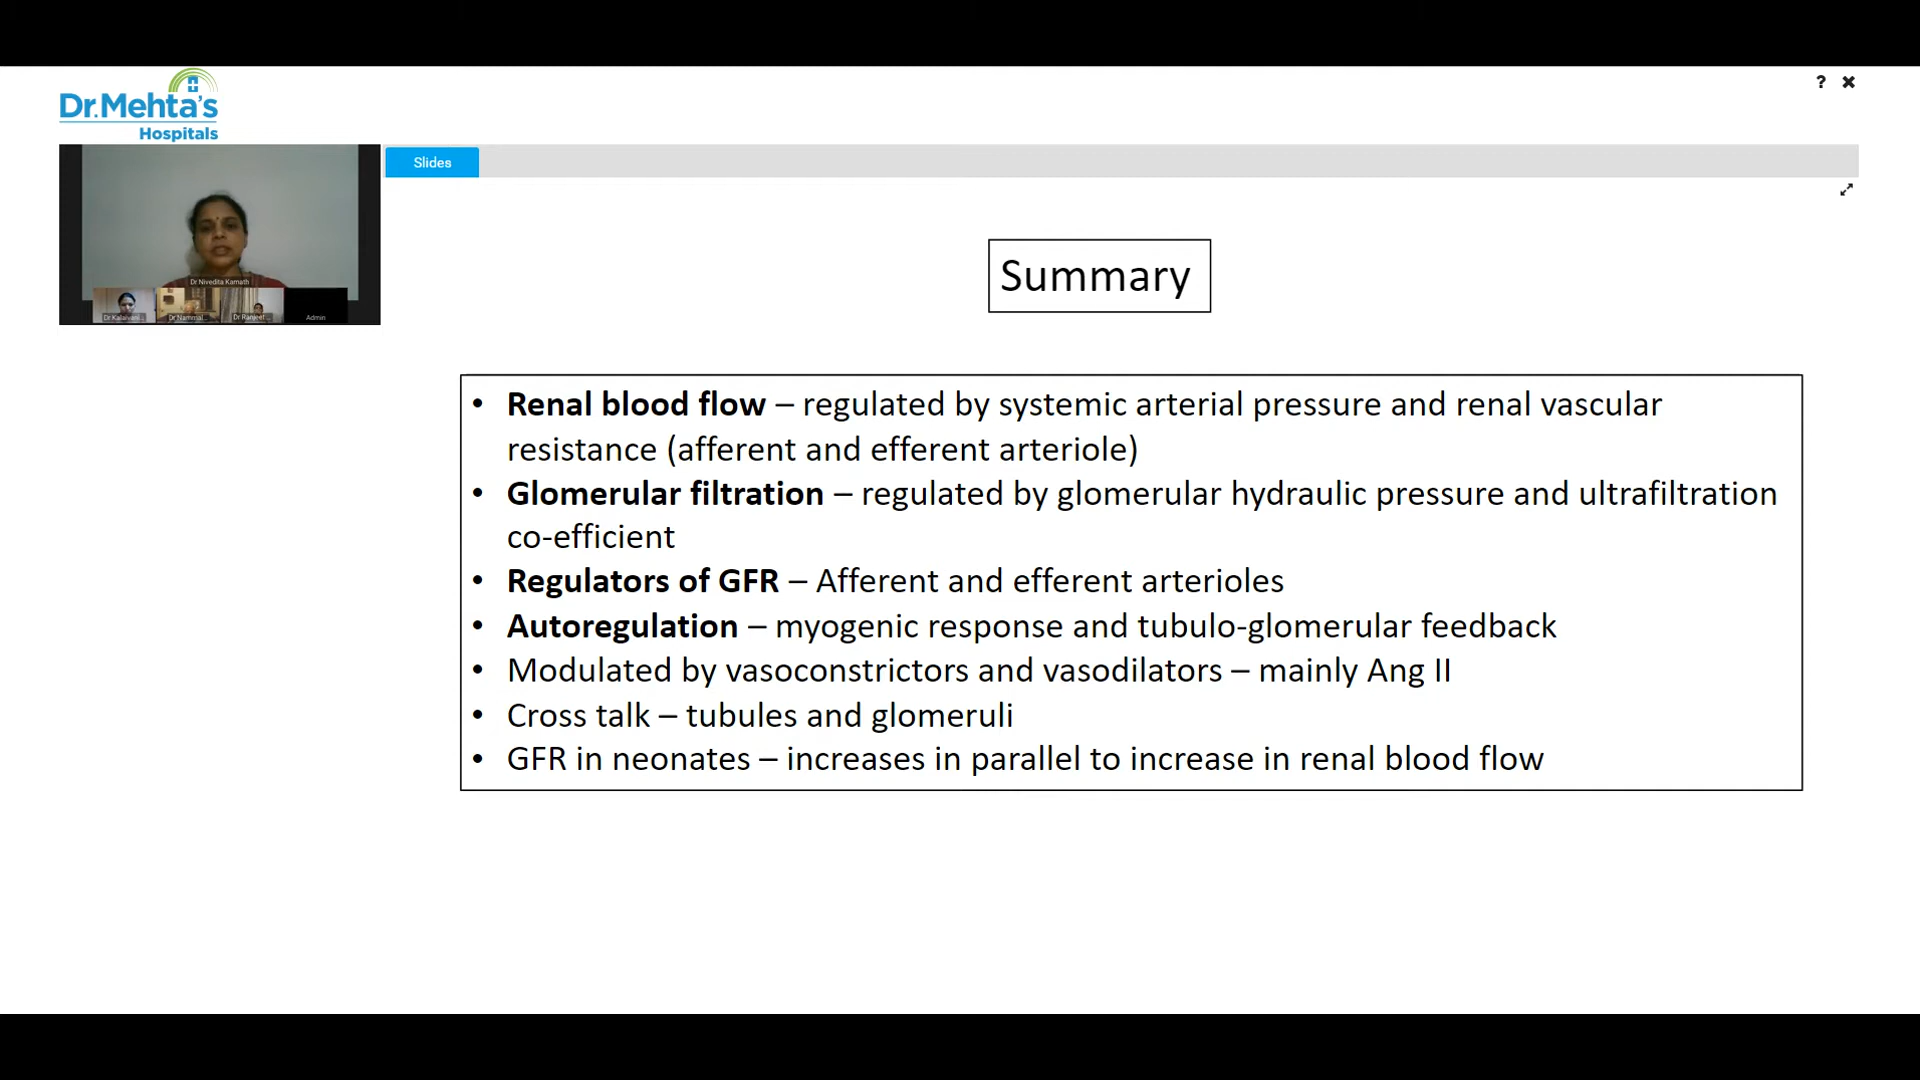 Dr.Mehta's
Hospitals
? ✖
Slides
Dr Nivedita Kamath
Dr Kalaivani... Dr Nammal... Dr Ranjeet... Admin
Summary
• Renal blood flow – regulated by systemic arterial pressure and renal vascular
resistance (afferent and efferent arteriole)
• Glomerular filtration – regulated by glomerular hydraulic pressure and ultrafiltration
co-efficient
• Regulators of GFR – Afferent and efferent arterioles
• Autoregulation – myogenic response and tubulo-glomerular feedback
• Modulated by vasoconstrictors and vasodilators – mainly Ang II
• Cross talk – tubules and glomeruli
• GFR in neonates – increases in parallel to increase in renal blood flow